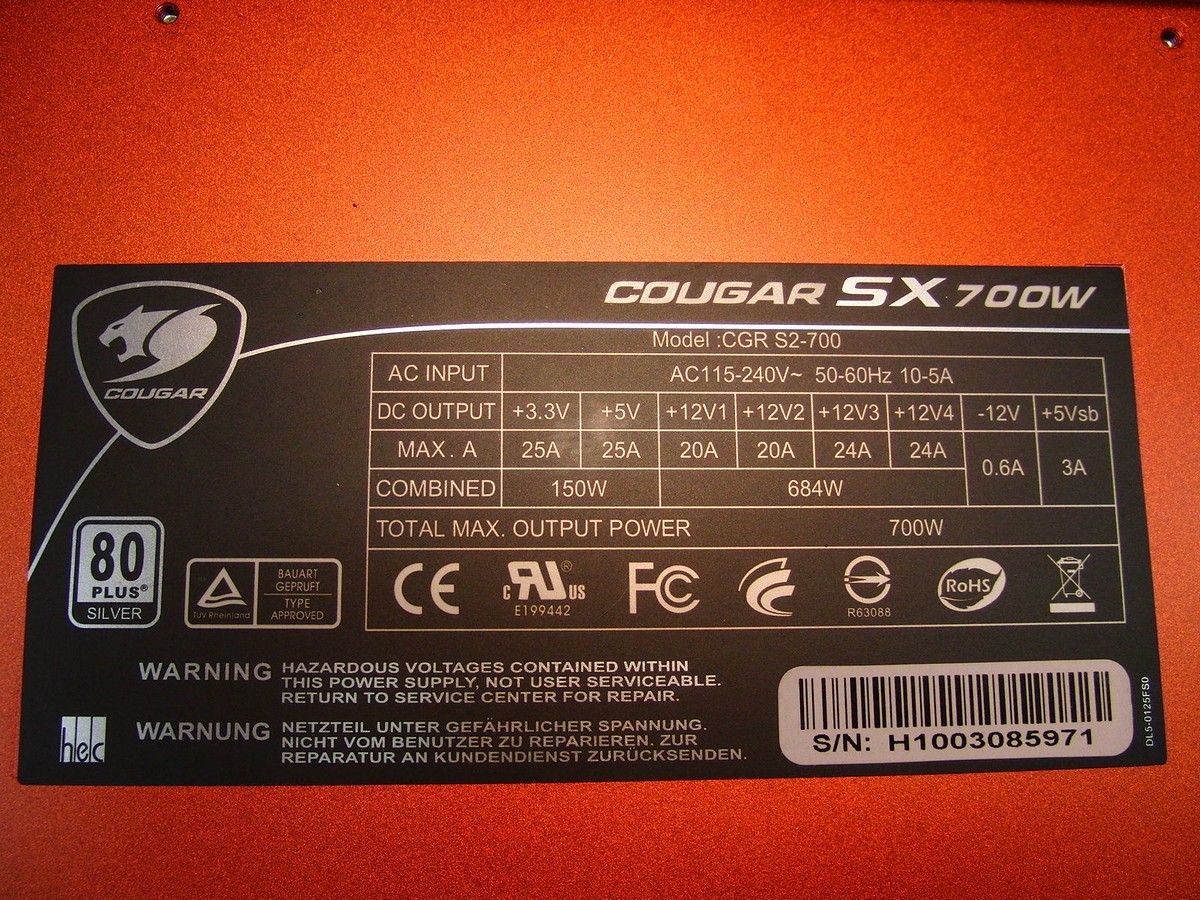 COUGAR SX 700W
COUGAR
Model :CGR S2-700
AC INPUT AC115-240V~ 50-60Hz 10-5A
DC OUTPUT +3.3V +5V +12V1 +12V2 +12V3 +12V4 -12V +5Vsb
MAX. A 25A 25A 20A 20A 24A 24A 0.6A 3A
COMBINED 150W 684W
TOTAL MAX. OUTPUT POWER 700W
80
PLUS®
SILVER
TÜVRheinland
BAUART
GEPRUFT
TYPE
APPROVED
CE
c RU ® US
E199442
FC
R63088
RoHS
WARNING HAZARDOUS VOLTAGES CONTAINED WITHIN
THIS POWER SUPPLY, NOT USER SERVICEABLE.
RETURN TO SERVICE CENTER FOR REPAIR.
hec
WARNUNG NETZTEIL UNTER GEFÄHRLICHER SPANNUNG.
NICHT VOM BENUTZER ZU REPARIEREN. ZUR
REPARATUR AN KUNDENDIENST ZURÜCKSENDEN.
S/N: H1003085971
DL5-0125FS0